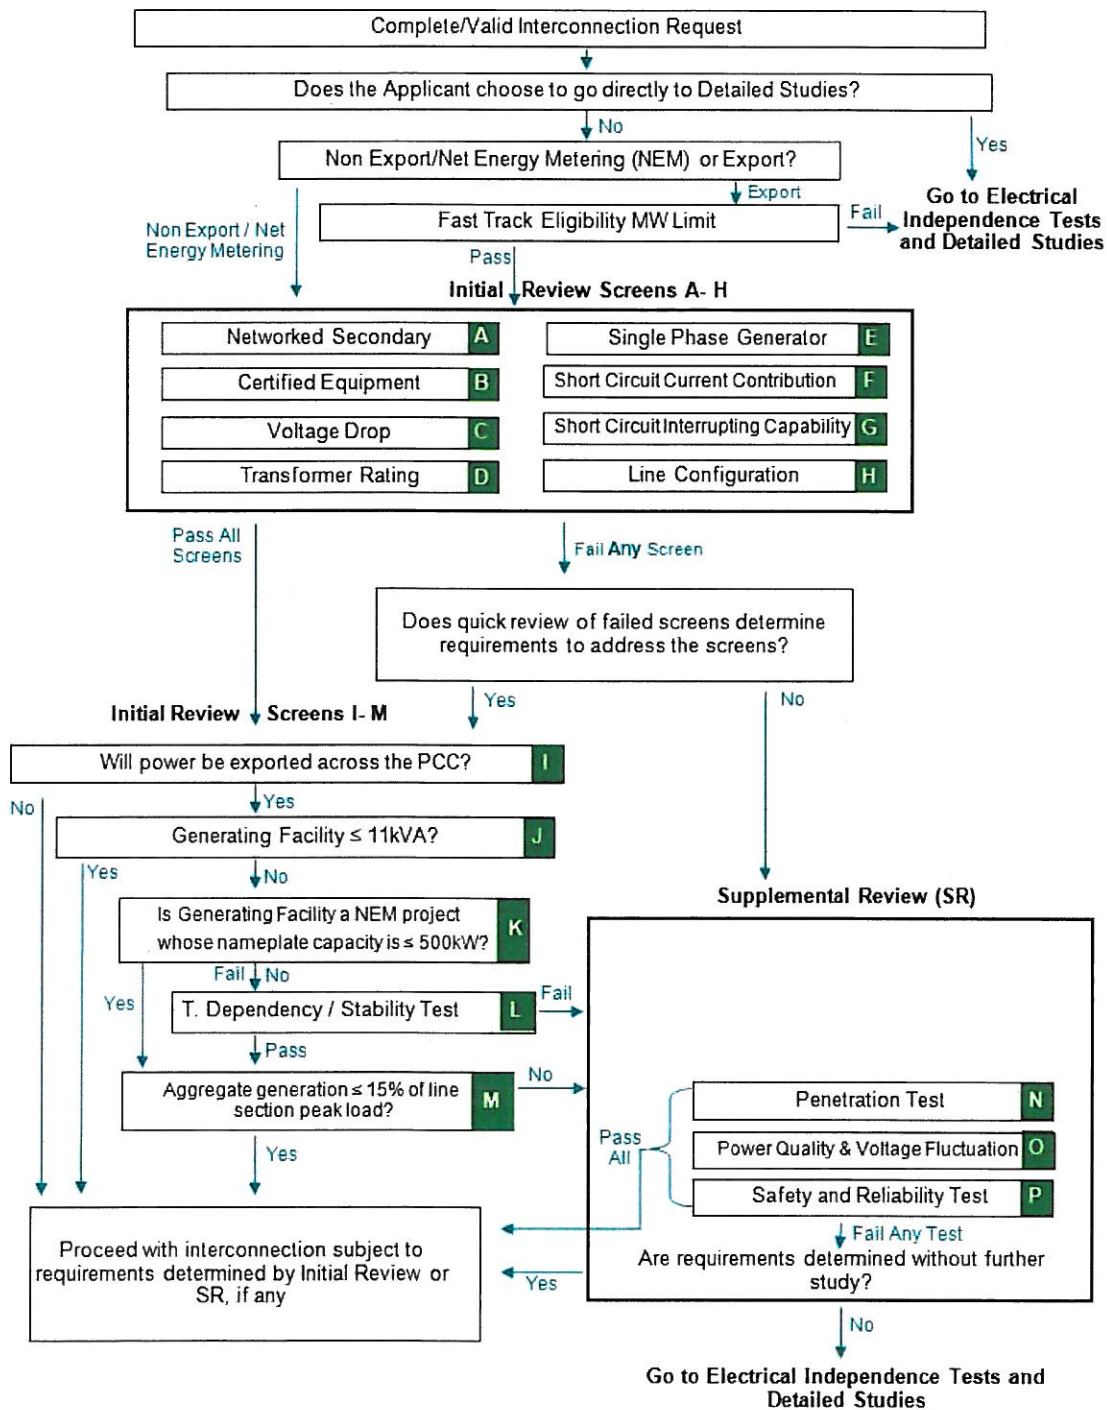 Complete/Valid Interconnection Request
Does the Applicant choose to go directly to Detailed Studies?
No
Yes
Non Export/Net Energy Metering (NEM) or Export?
Export
Go to Electrical
Independence Tests
and Detailed Studies
Fast Track Eligibility MW Limit
Fail
Non Export / Net
Energy Metering
Pass
Initial Review Screens A- H
Networked Secondary A
Single Phase Generator E
Certified Equipment B
Short Circuit Current Contribution F
Voltage Drop C
Short Circuit Interrupting Capability G
Transformer Rating D
Line Configuration H
Pass All
Screens
Fail Any Screen
Does quick review of failed screens determine
requirements to address the screens?
Yes
No
Initial Review Screens I- M
Will power be exported across the PCC? I
No
Yes
Generating Facility ≤ 11kVA? J
Yes
No
Supplemental Review (SR)
Is Generating Facility a NEM project
whose nameplate capacity is ≤ 500kW?
K
Fail No
Yes
T. Dependency / Stability Test L
Fail
Pass
Aggregate generation ≤ 15% of line
section peak load?
M
No
Yes
Penetration Test N
Pass
All
Power Quality & Voltage Fluctuation O
Safety and Reliability Test P
Fail Any Test
Are requirements determined without further
study?
Yes
Proceed with interconnection subject to
requirements determined by Initial Review or
SR, if any
No
Go to Electrical Independence Tests and
Detailed Studies